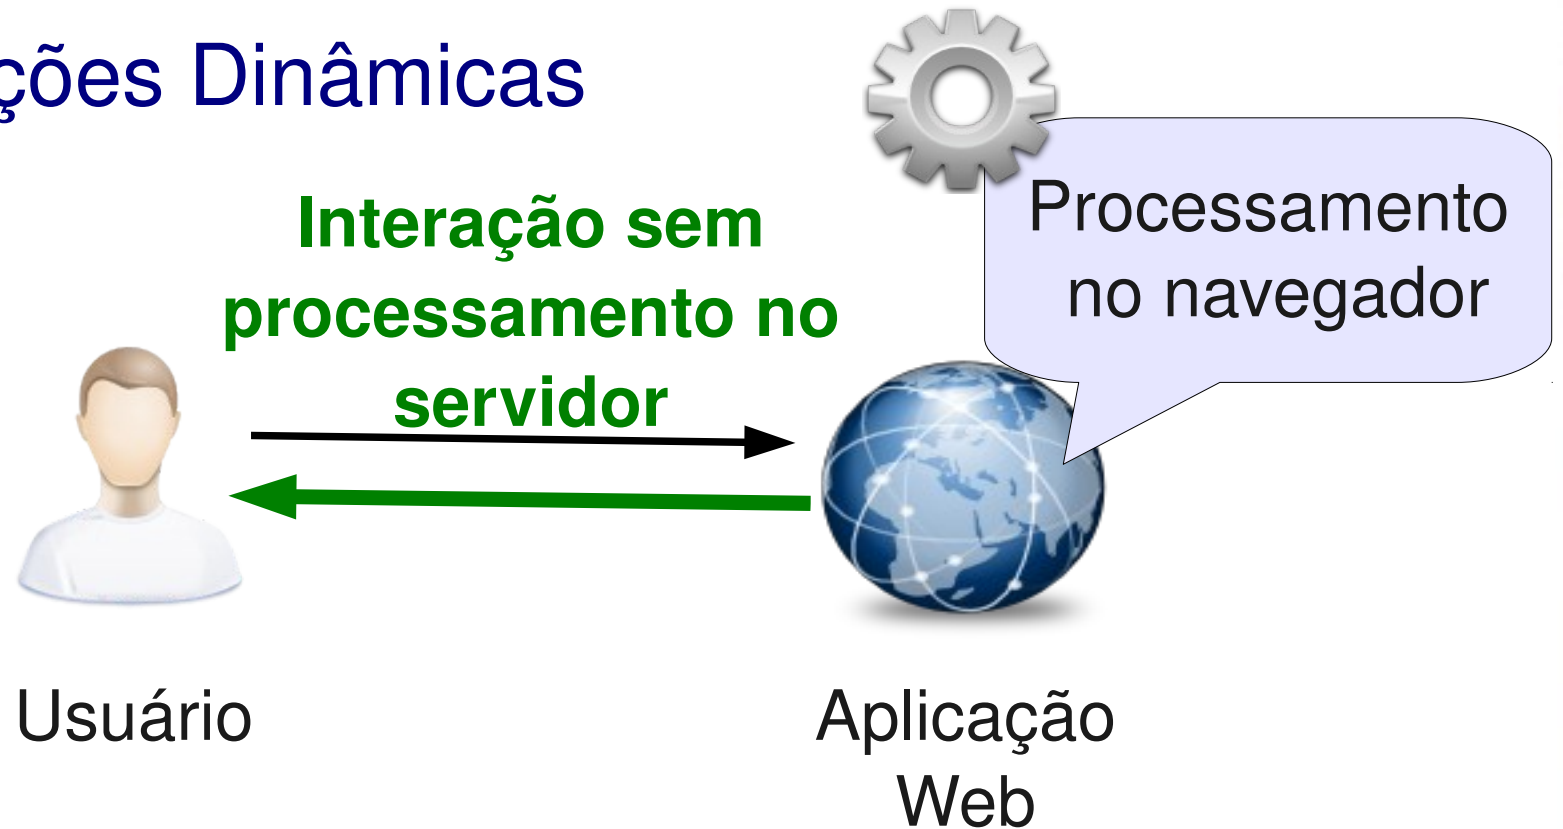 ções Dinâmicas
Interação sem
processamento no
servidor
Processamento
no navegador
Usuário
Aplicação
Web